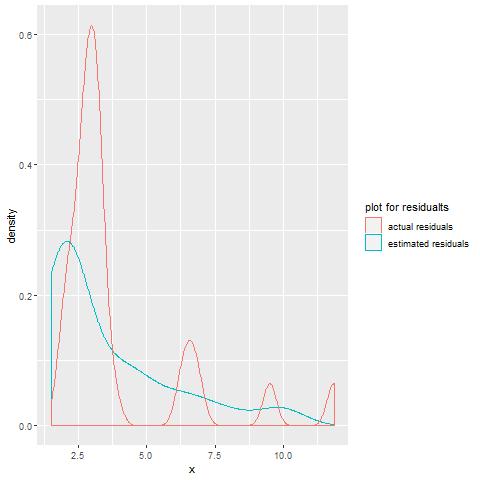 0.6
0.4
0.2
0.0
density
2.5
5.0
7.5
10.0
x
plot for residualts
actual residuals
estimated residuals